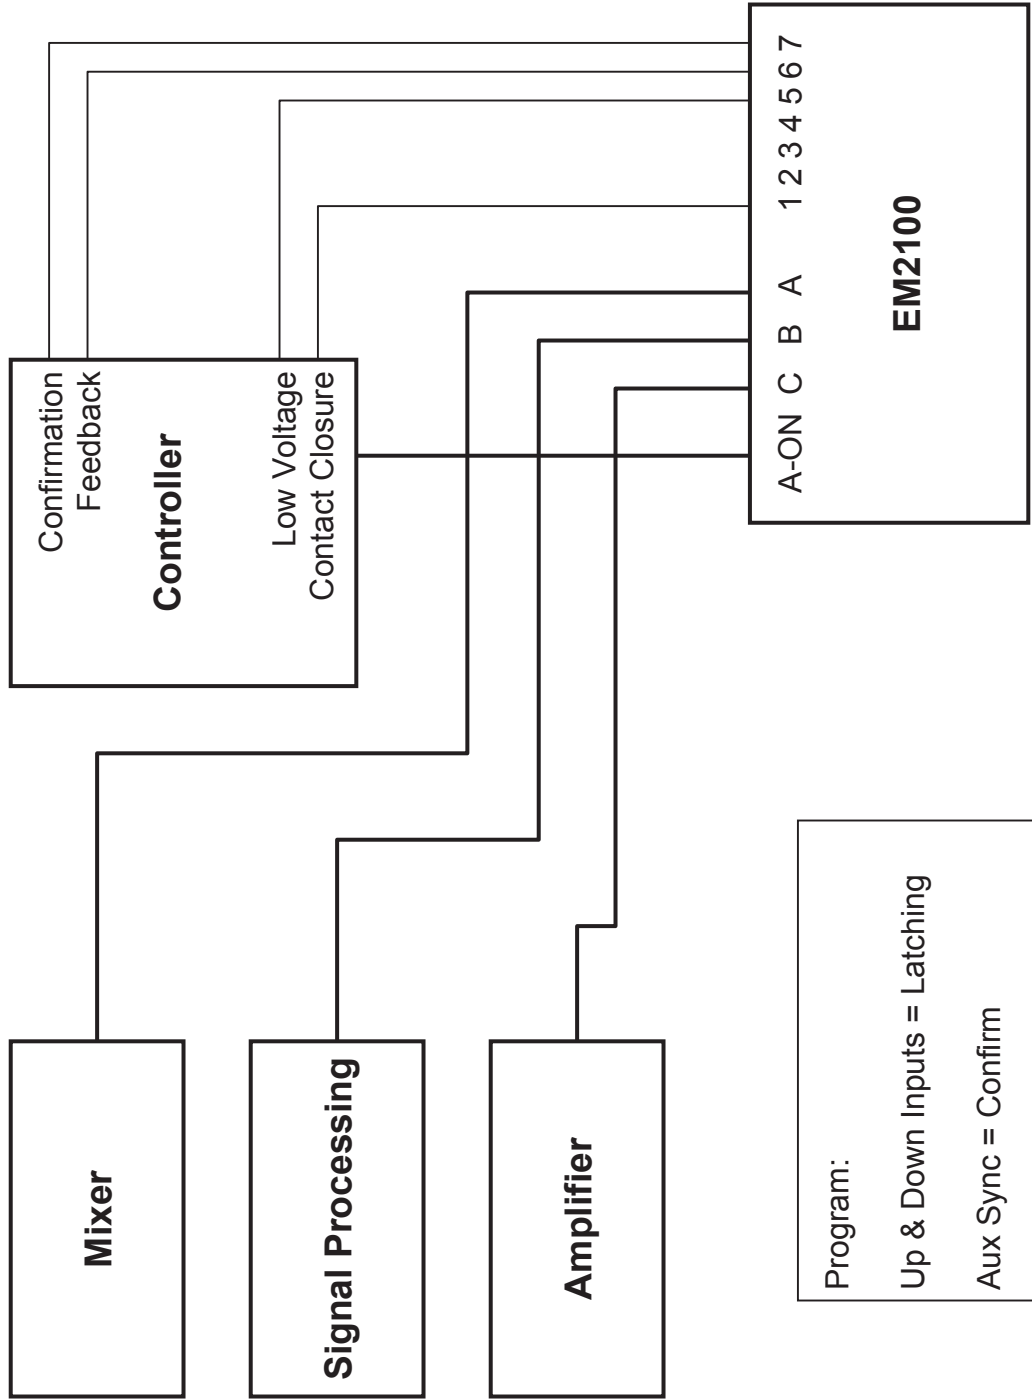 Mixer
Signal Processing
Amplifier
Confirmation
Feedback
Controller
Low Voltage
Contact Closure
A-ON C B A 1 2 3 4 5 6 7
EM2100
Program:
Up & Down Inputs = Latching
Aux Sync = Confirm